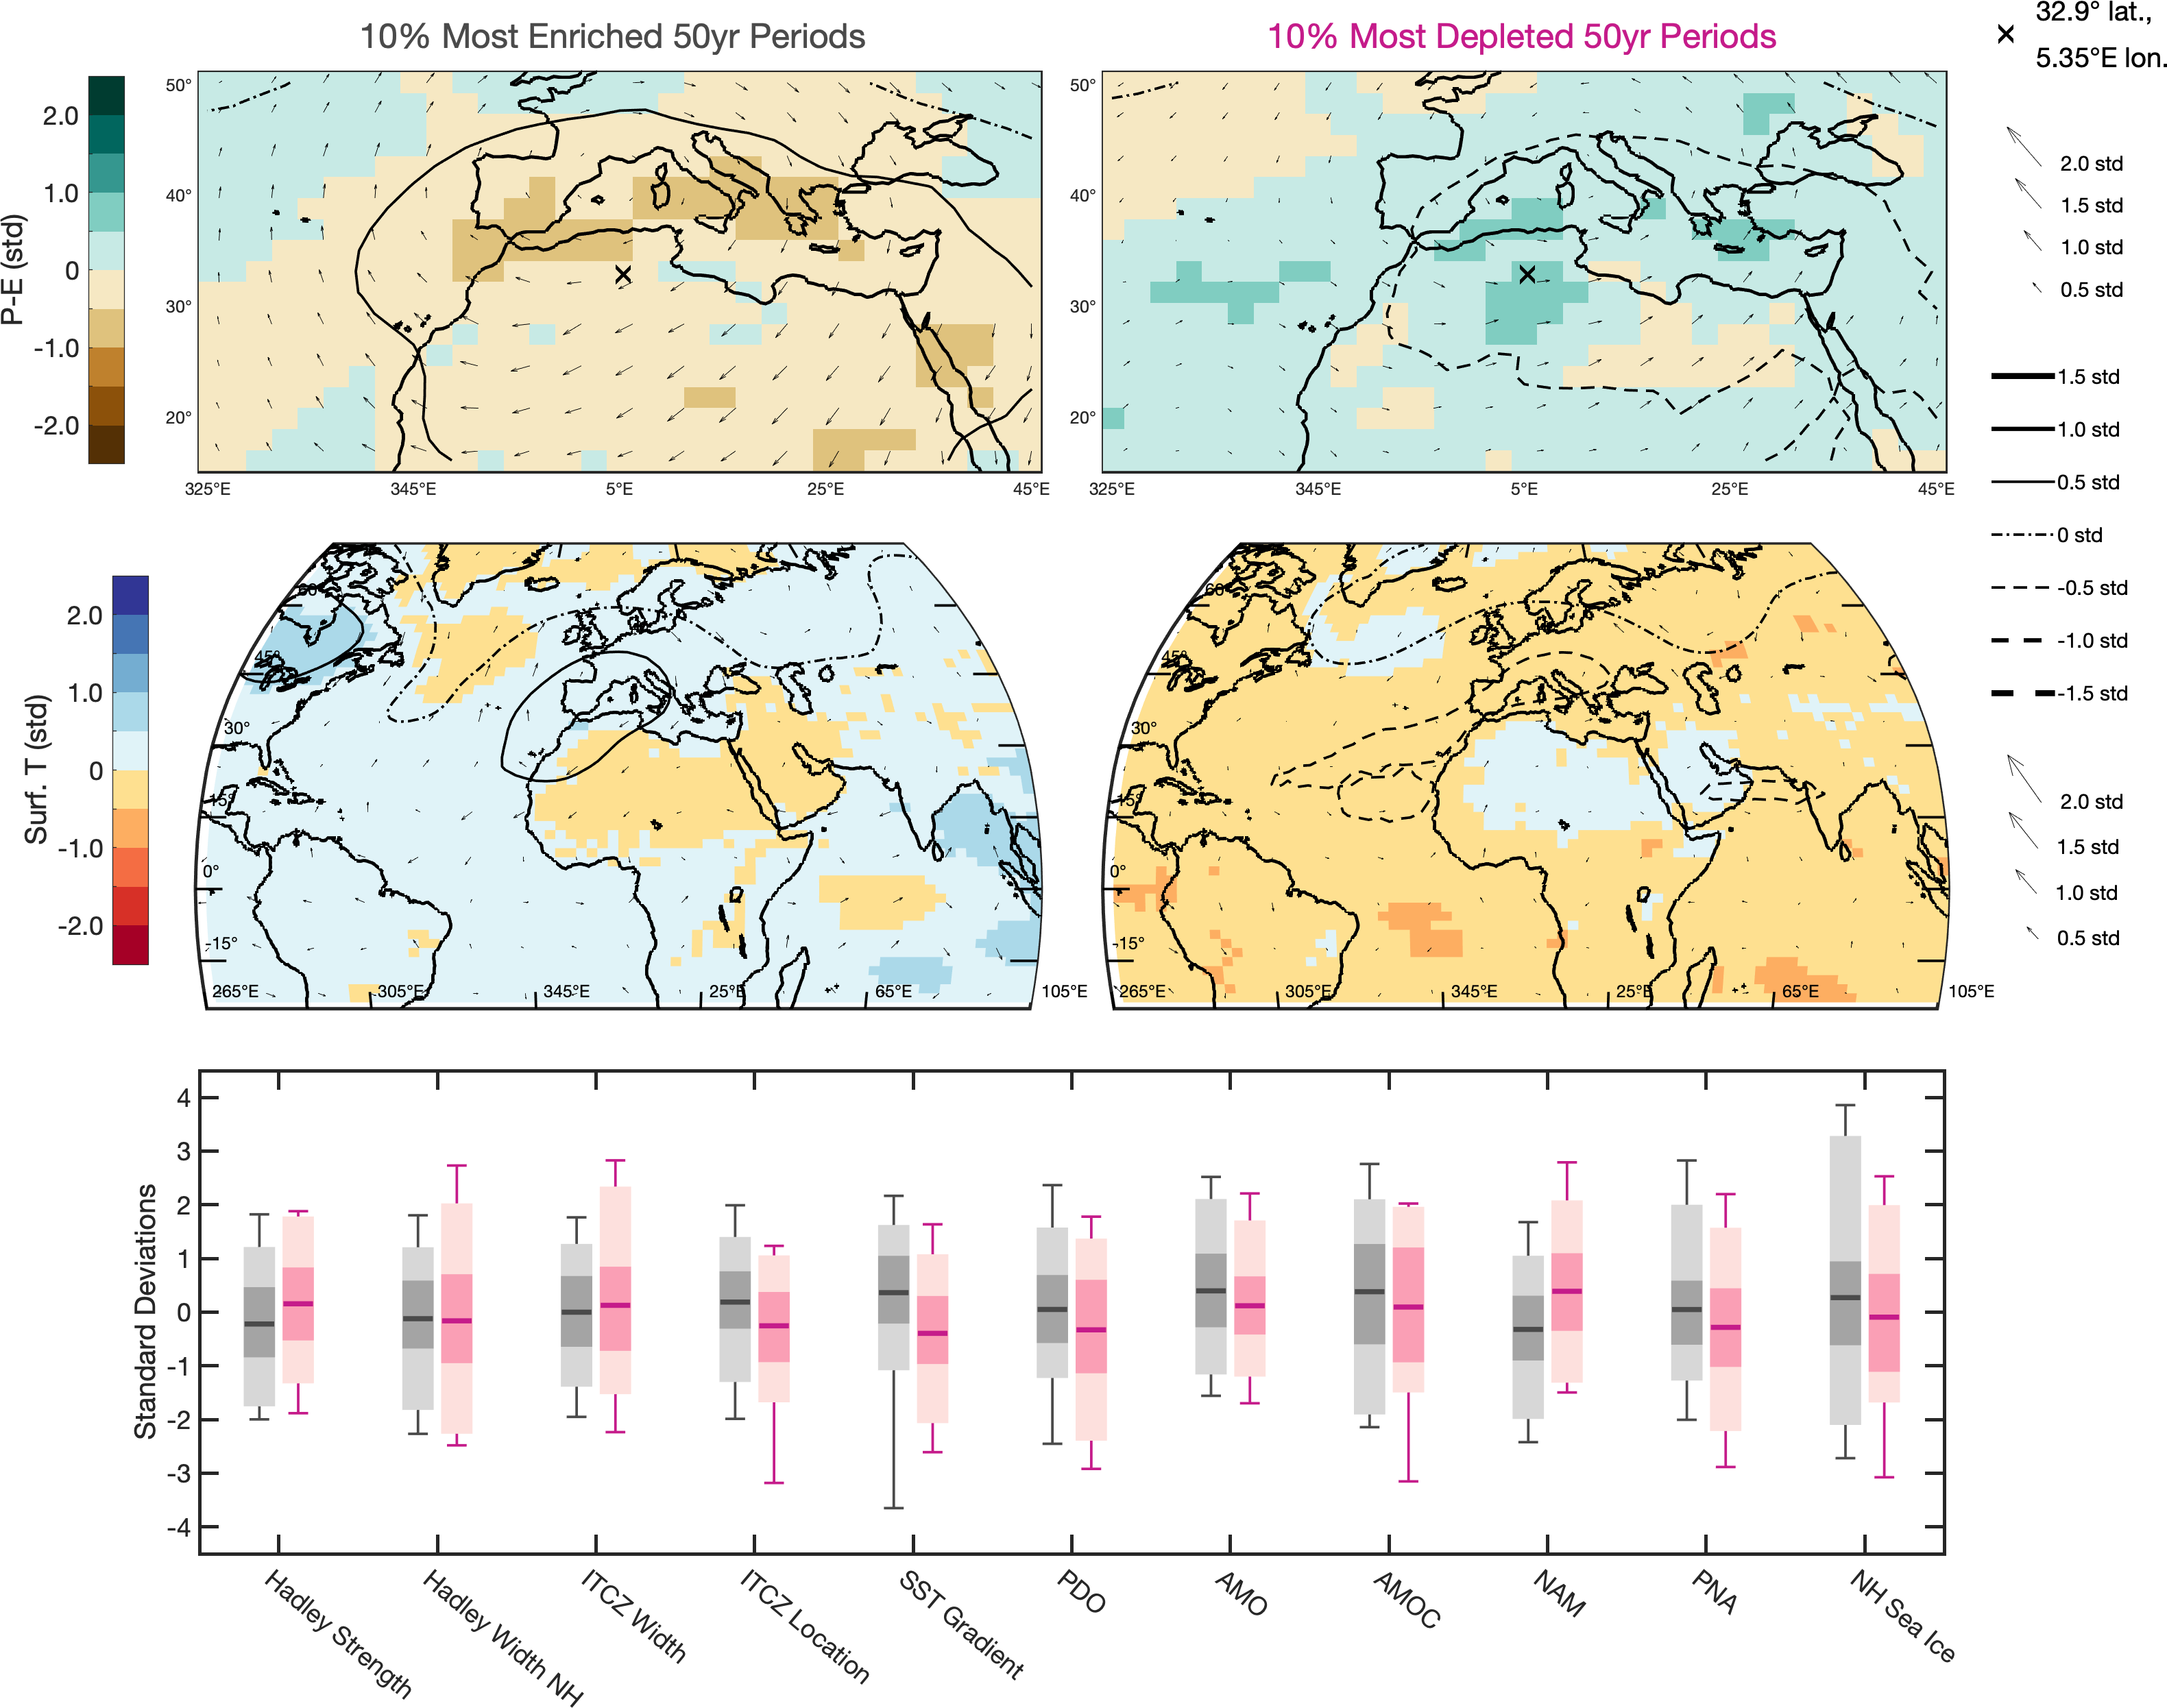 10% Most Enriched 50yr Periods
10% Most Depleted 50yr Periods
32.9° lat.,
5.35°E lon.
P-E (std)
2.0
1.0
0
-1.0
-2.0
50°
40°
30°
20°
325°E
345°E
5°E
25°E
45°E
50°
40°
30°
20°
325°E
345°E
5°E
25°E
45°E
2.0 std
1.5 std
1.0 std
0.5 std
1.5 std
1.0 std
0.5 std
0 std
-0.5 std
-1.0 std
-1.5 std
Surf. T (std)
2.0
1.0
0
-1.0
-2.0
60°
45°
30°
15°
0°
-15°
265°E
305°E
345°E
25°E
65°E
105°E
60°
45°
30°
15°
0°
-15°
265°E
305°E
345°E
25°E
65°E
105°E
2.0 std
1.5 std
1.0 std
0.5 std
Standard Deviations
4
3
2
1
0
-1
-2
-3
-4
Hadley Strength
Hadley Width NH
ITCZ Width
ITCZ Location
SST Gradient
PDO
AMO
AMOC
NAM
PNA
NH Sea Ice